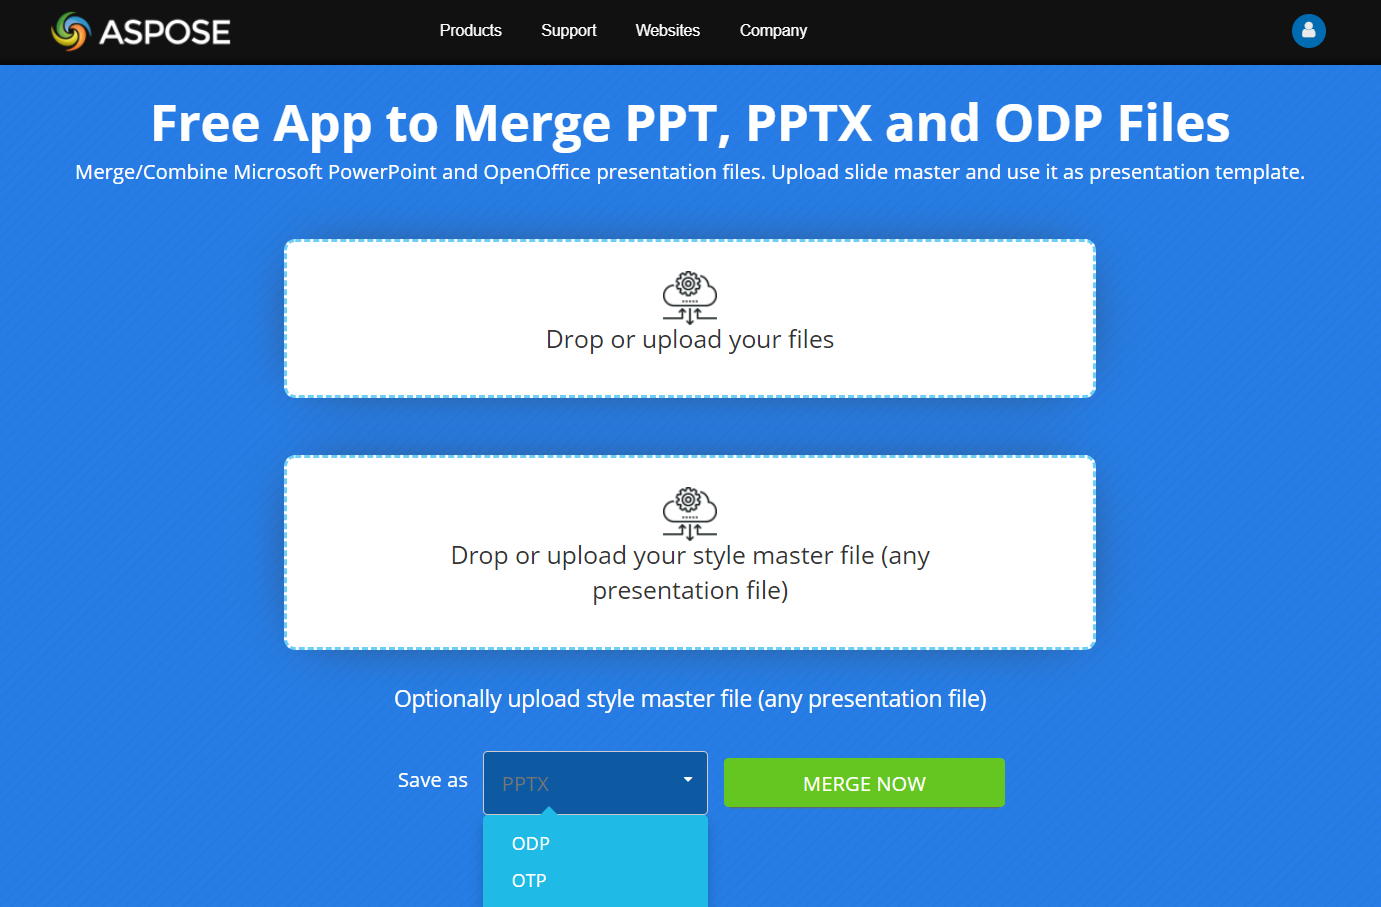 ASPOSE
Products Support Websites Company
Free App to Merge PPT, PPTX and ODP Files
Merge/Combine Microsoft PowerPoint and OpenOffice presentation files. Upload slide master and use it as presentation template.
Drop or upload your files
Drop or upload your style master file (any
presentation file)
Optionally upload style master file (any presentation file)
Save as PPTX MERGE NOW
ODP
OTP